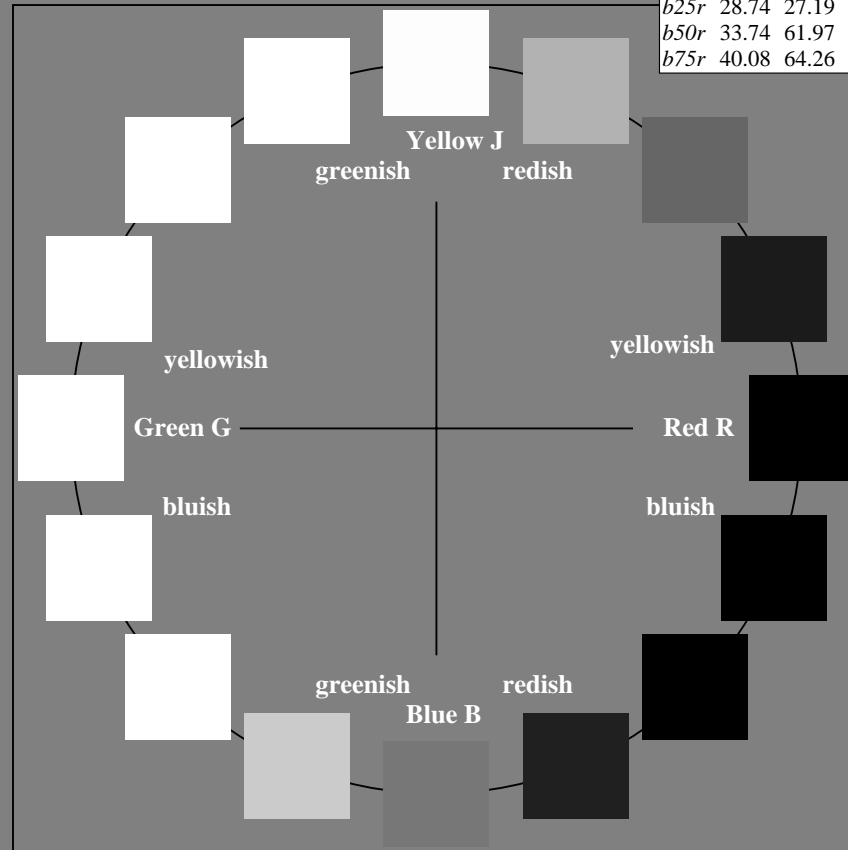 b25r 28.74 27.19
b50r 33.74 61.97
b75r 40.08 64.26
Yellow J
greenish redish
yellowish yellowish
Green G Red R
bluish bluish
greenish redish
Blue B